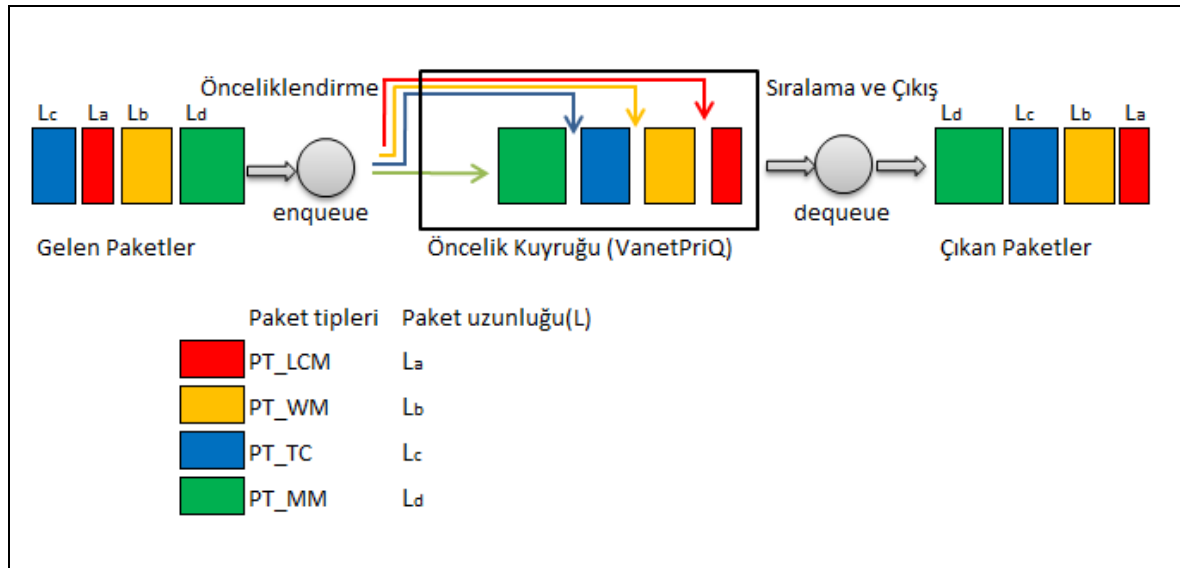 Önceliklendirme
Sıralama ve Çıkış
Lc La Lb Ld
Ld Lc Lb La
enqueue
dequeue
Gelen Paketler
Öncelik Kuyruğu (VanetPriQ)
Çıkan Paketler
Paket tipleri Paket uzunluğu(L)
PT_LCM La
PT_WM Lb
PT_TC Lc
PT_MM Ld